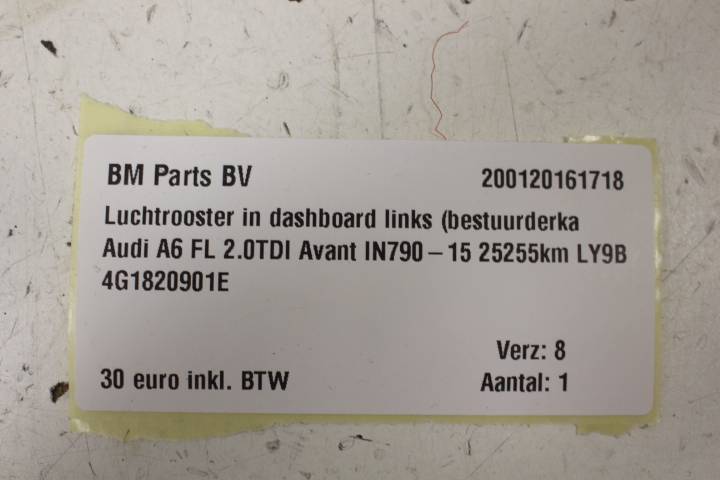 BM Parts BV 200120161718
Luchtrooster in dashboard links (bestuurderka
Audi A6 FL 2.0TDI Avant IN790 – 15 25255km LY9B
4G1820901E
Verz: 8
30 euro inkl. BTW Aantal: 1